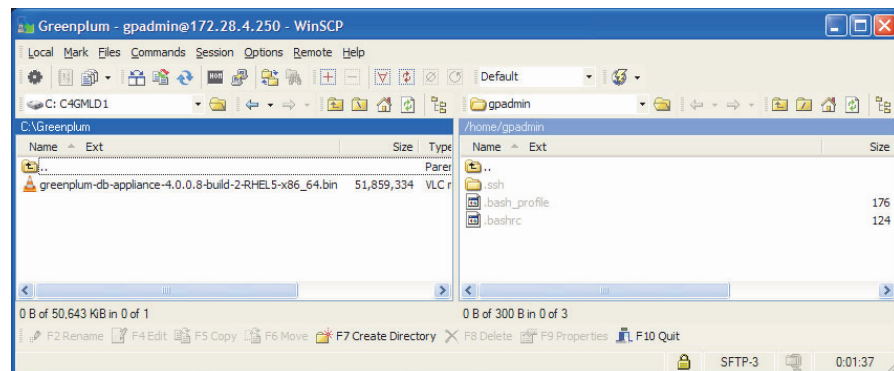 Greenplum - gpadmin@172.28.4.250 - WinSCP
Local Mark Files Commands Session Options Remote Help
Default
C: C4GMLD1 gpadmin
C:\Greenplum /home/gpadmin
Name Ext Size Type Name Ext Size
.. Paren ..
greenplum-db-appliance-4.0.0.8-build-2-RHEL5-x86_64.bin 51,859,334 VLC r .ssh
.bash_profile 176
.bashrc 124
0 B of 50,643 KiB in 0 of 1 0 B of 300 B in 0 of 3
F2 Rename F4 Edit F5 Copy F6 Move F7 Create Directory F8 Delete F9 Properties F10 Quit
SFTP-3 0:01:37